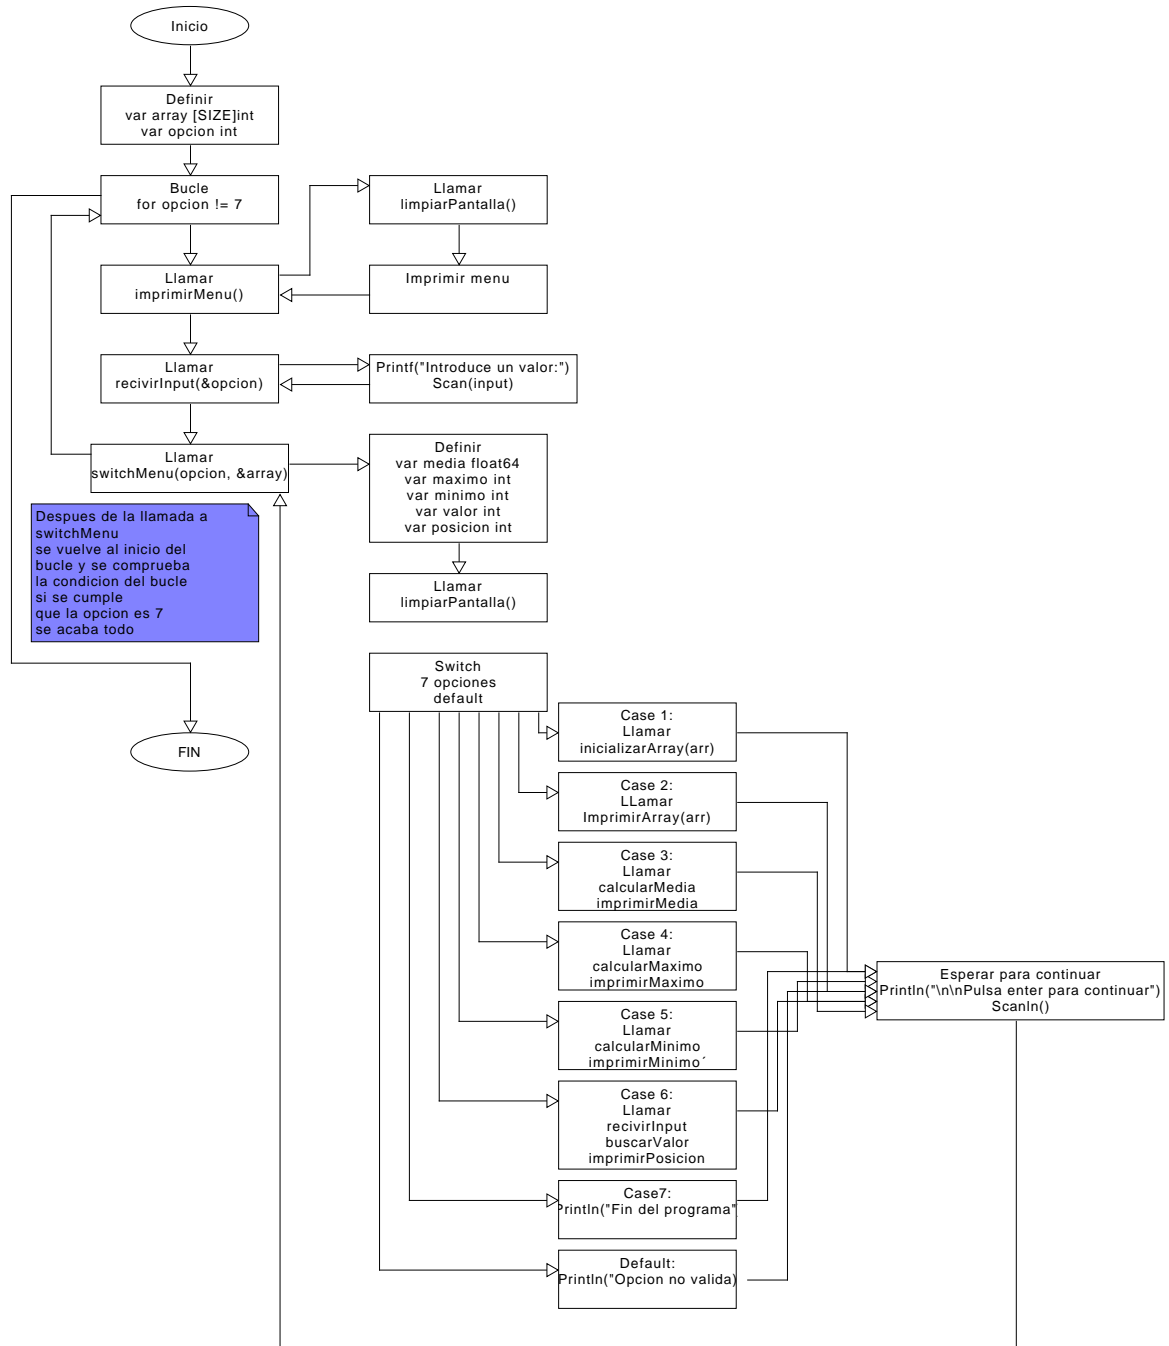 Inicio
Definir
var array [SIZE]int
var opcion int
Bucle
for opcion != 7
Llamar
limpiarPantalla()
Llamar
imprimirMenu()
Imprimir menu
Llamar
recivirInput(&opcion)
Printf("Introduce un valor:")
Scan(input)
Llamar
switchMenu(opcion, &array)
Definir
var media float64
var maximo int
var minimo int
var valor int
var posicion int
Despues de la llamada a
switchMenu
se vuelve al inicio del
bucle y se comprueba
la condicion del bucle
si se cumple
que la opcion es 7
se acaba todo
Llamar
limpiarPantalla()
Switch
7 opciones
default
FIN
Case 1:
Llamar
inicializarArray(arr)
Case 2:
LLamar
ImprimirArray(arr)
Case 3:
Llamar
calcularMedia
imprimirMedia
Case 4:
Llamar
calcularMaximo
imprimirMaximo
Esperar para continuar
Println("\n\nPulsa enter para continuar")
Scanln()
Case 5:
Llamar
calcularMinimo
imprimirMinimo´
Case 6:
Llamar
recivirInput
buscarValor
imprimirPosicion
Case7:
Println("Fin del programa"
Default:
Println("Opcion no valida)